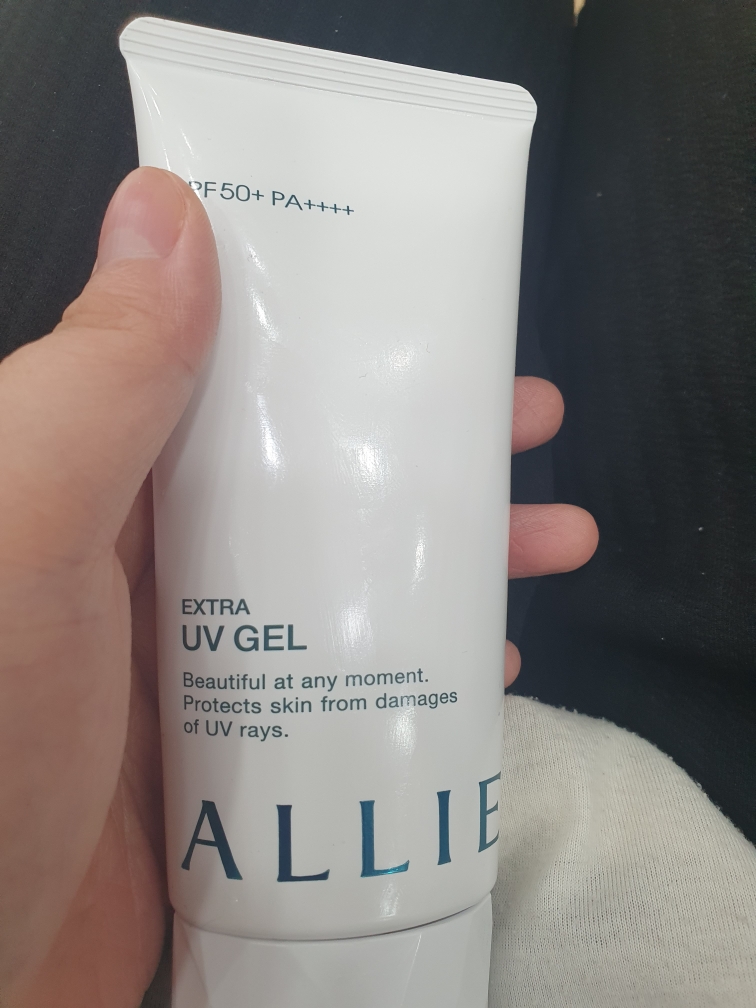 PF50+ PA++++
EXTRA
UV GEL
Beautiful at any moment.
Protects skin from damages
of UV rays.
ALLIE